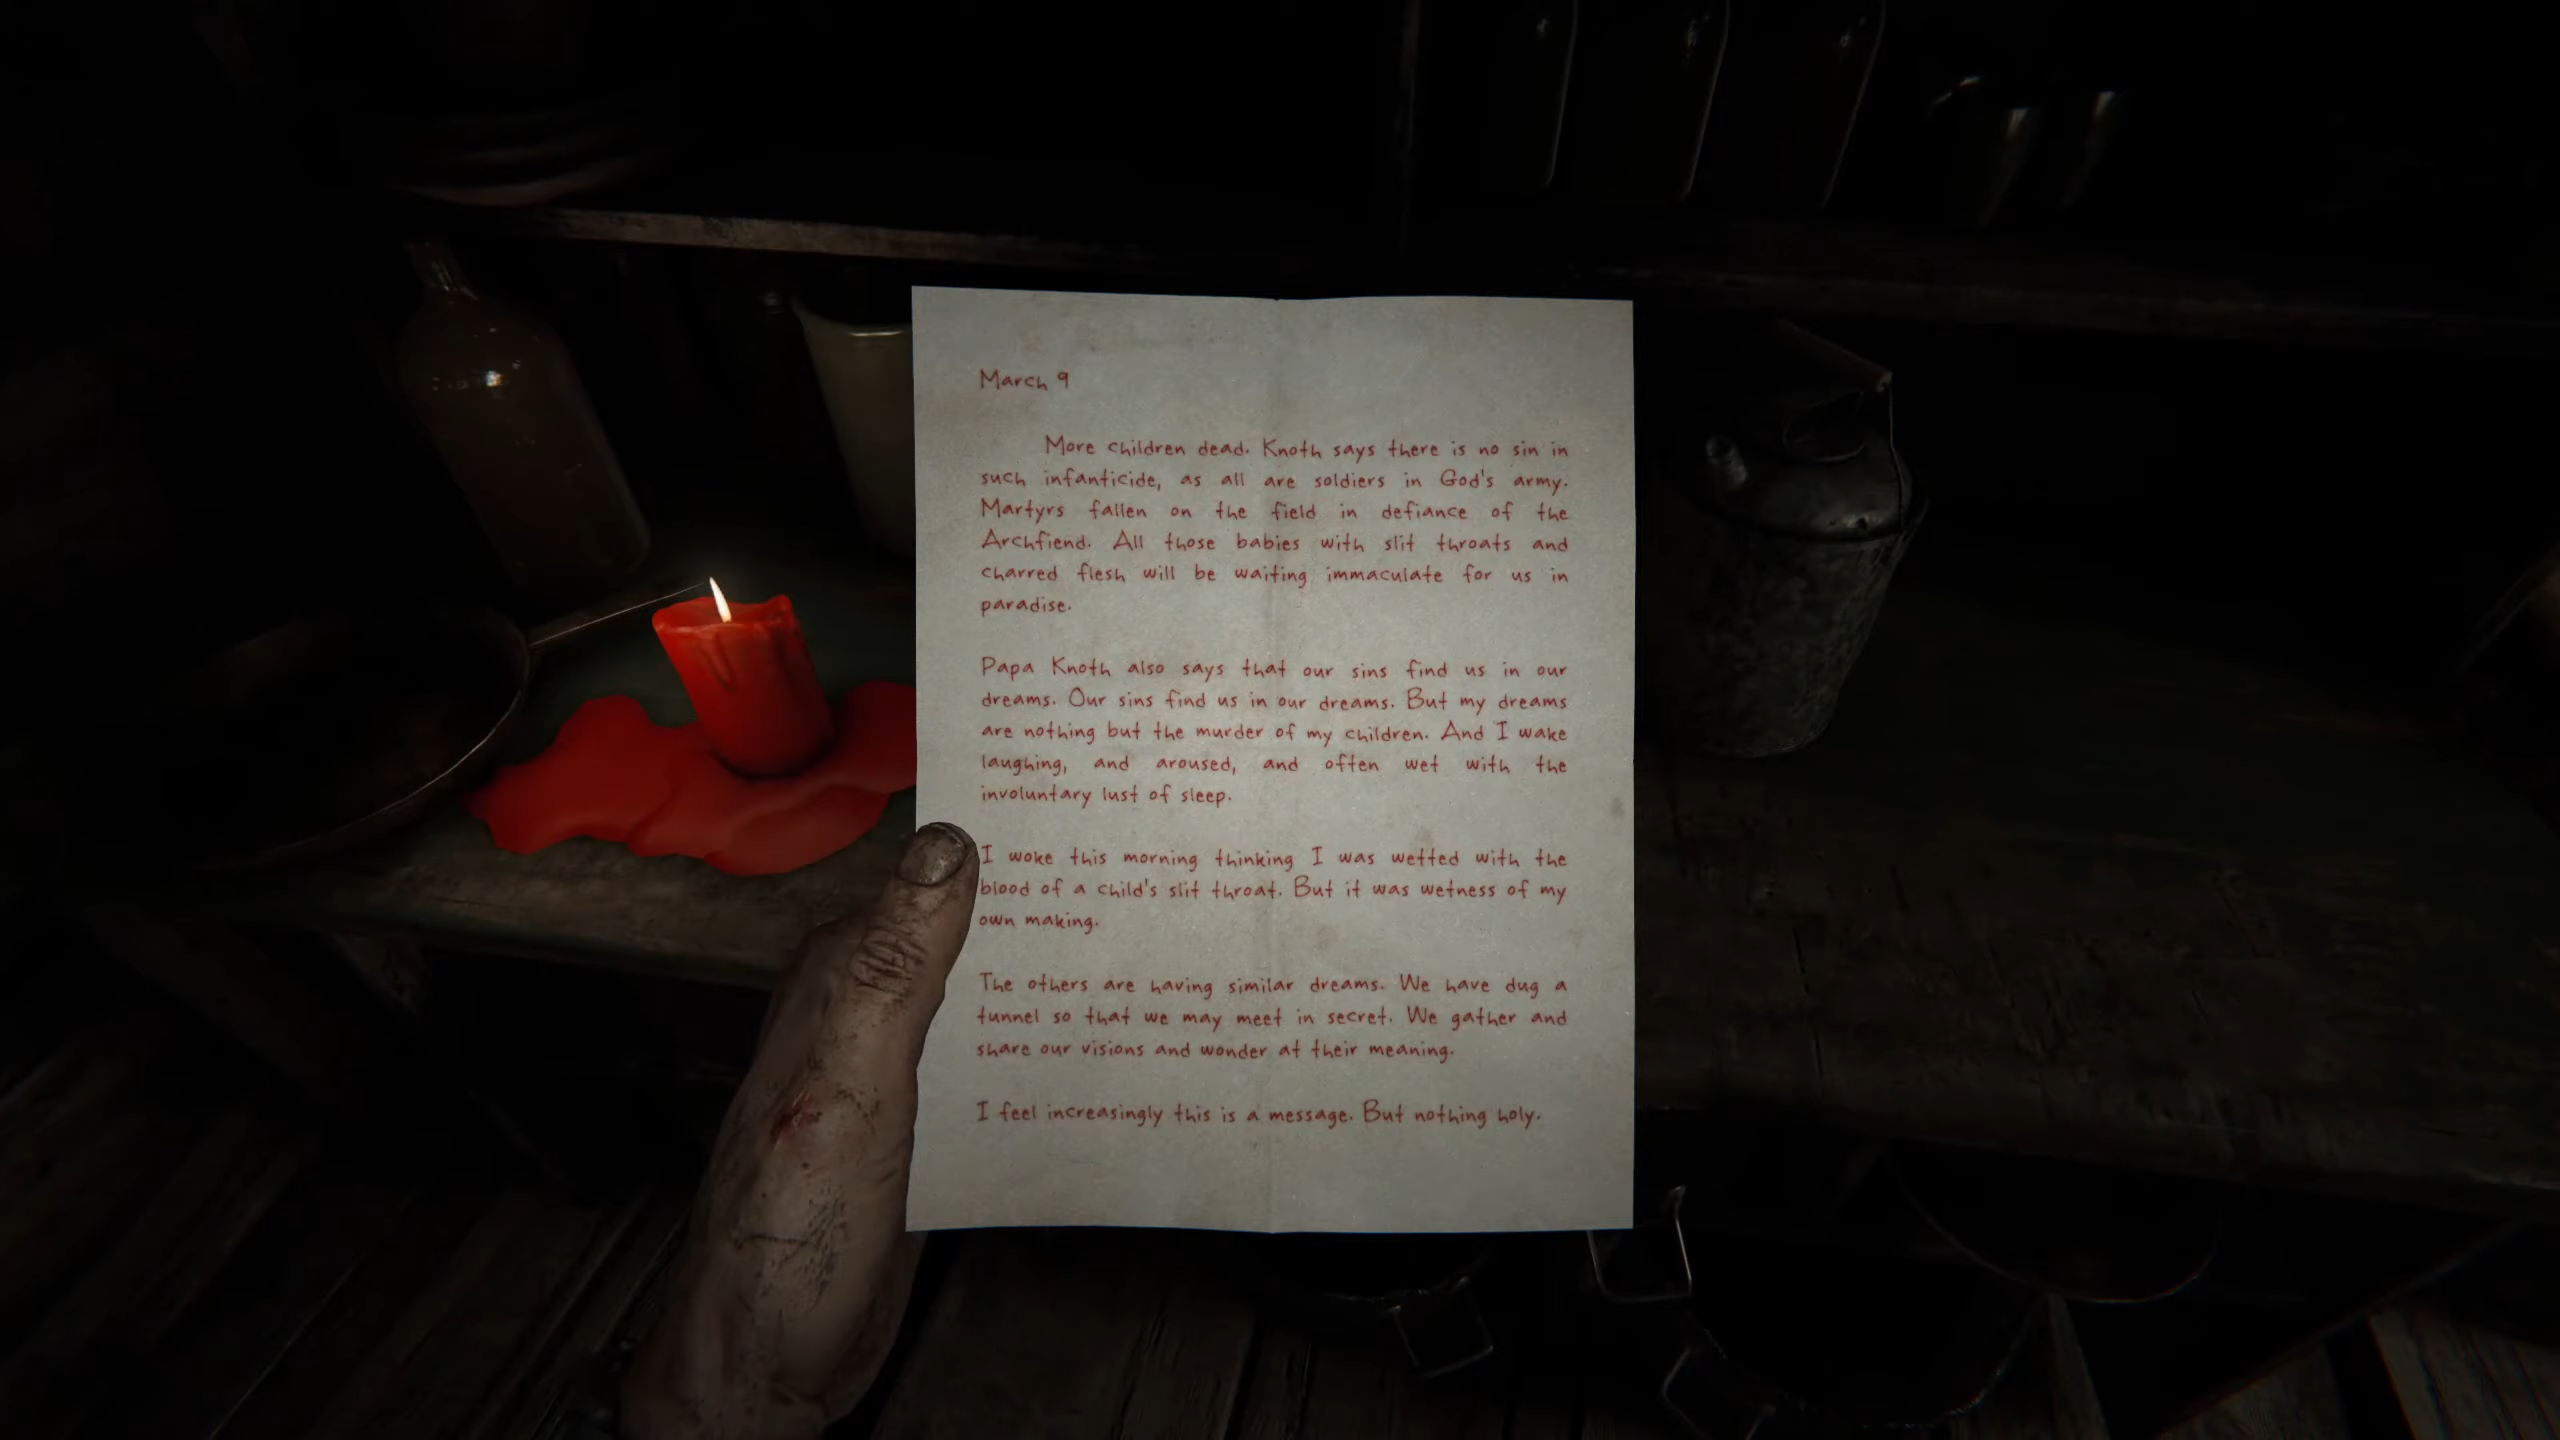 March 9
More children dead. Knoth says there is no sin in
such infanticide, as all are soldiers in God's army.
Martyrs fallen on the field in defiance of the
Archfiend. All those babies with slit throats and
charred flesh will be waiting immaculate for us in
paradise.
Papa Knoth also says that our sins find us in our
dreams. Our sins find us in our dreams. But my dreams
are nothing but the murder of my children. And I wake
laughing, and aroused, and often wet with the
involuntary lust of sleep.
I woke this morning thinking I was wetted with the
blood of a child's slit throat. But it was wetness of my
own making.
The others are having similar dreams. We have dug a
tunnel so that we may meet in secret. We gather and
share our visions and wonder at their meaning.
I feel increasingly this is a message. But nothing holy.